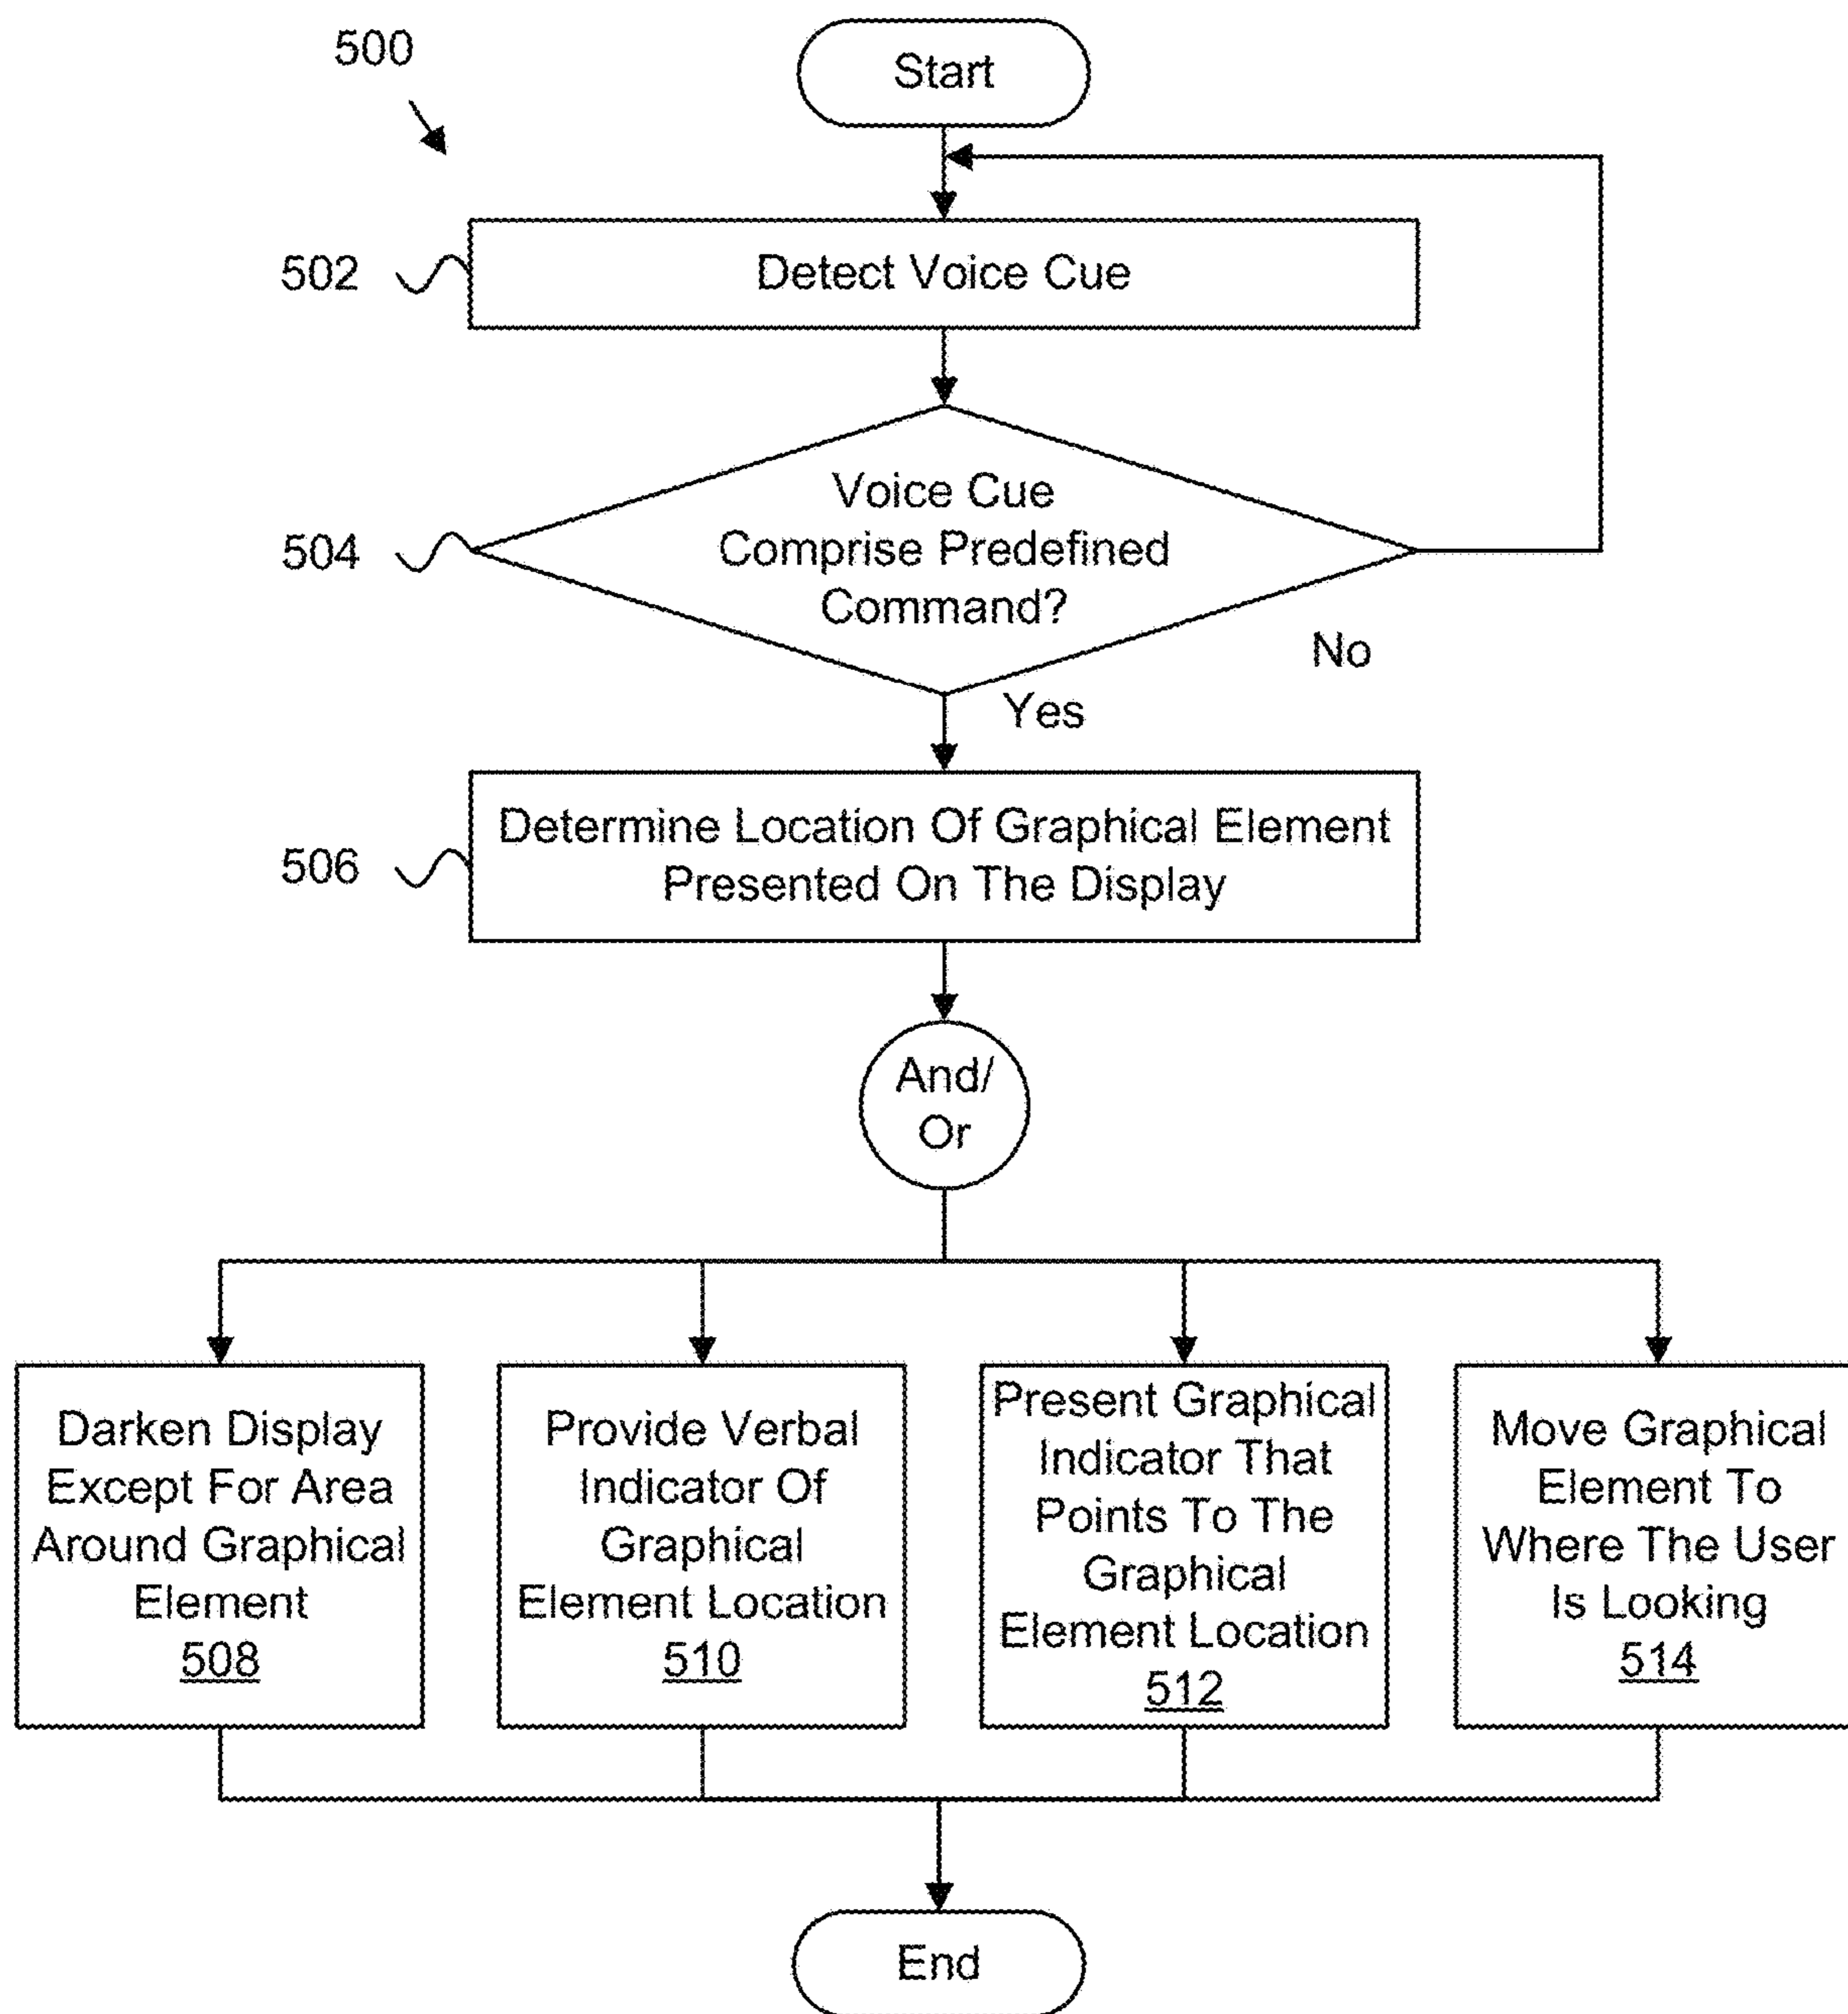 500
Start
502
Detect Voice Cue
504
Voice Cue
Comprise Predefined
Command?
No
Yes
506
Determine Location Of Graphical Element
Presented On The Display
And/
Or
Darken Display
Except For Area
Around Graphical
Element
508
Provide Verbal
Indicator Of
Graphical
Element Location
510
Present Graphical
Indicator That
Points To The
Graphical
Element Location
512
Move Graphical
Element To
Where The User
Is Looking
514
End